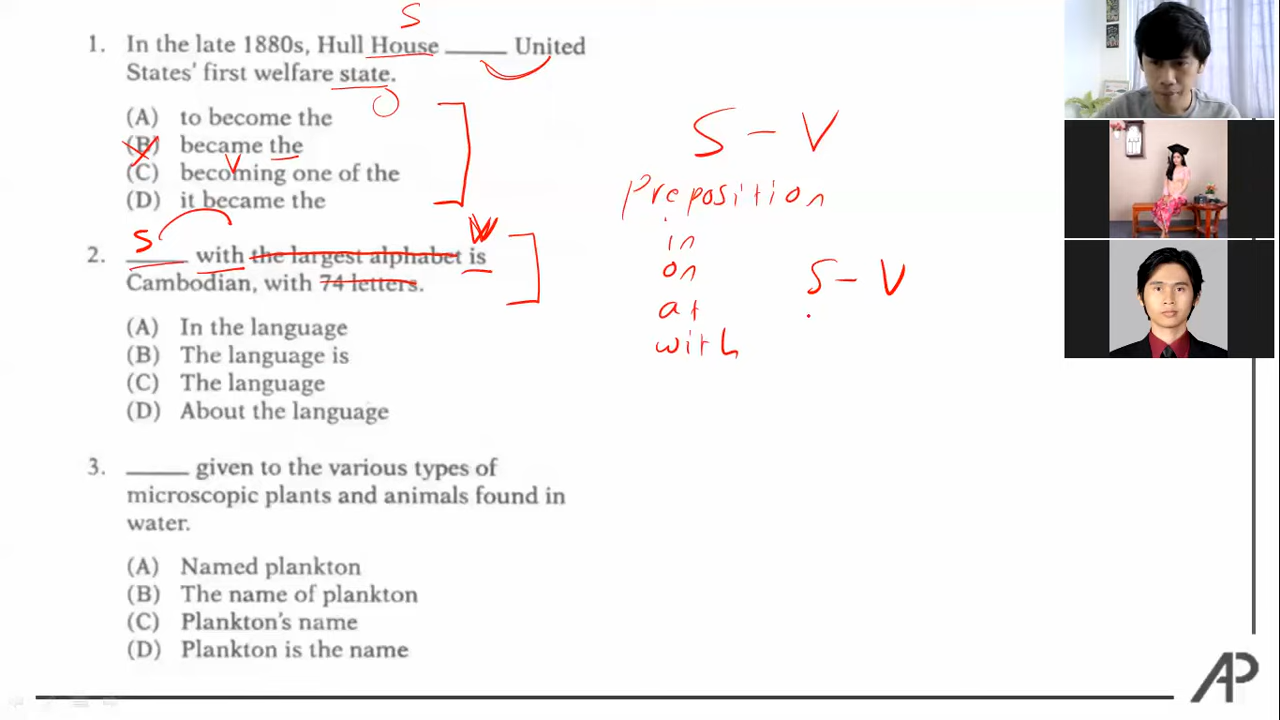 S
1. In the late 1880s, Hull House ____ United
States' first welfare state.
(A) to become the
(B) became the
V
(C) becoming one of the
(D) it became the
S V
2. ____ with the largest alphabet is
Cambodian, with 74 letters.
(A) In the language
(B) The language is
(C) The language
(D) About the language
3. ____ given to the various types of
microscopic plants and animals found in
water.
(A) Named plankton
(B) The name of plankton
(C) Plankton's name
(D) Plankton is the name
S – V
Preposition
in
on
at
with
S – V
AP